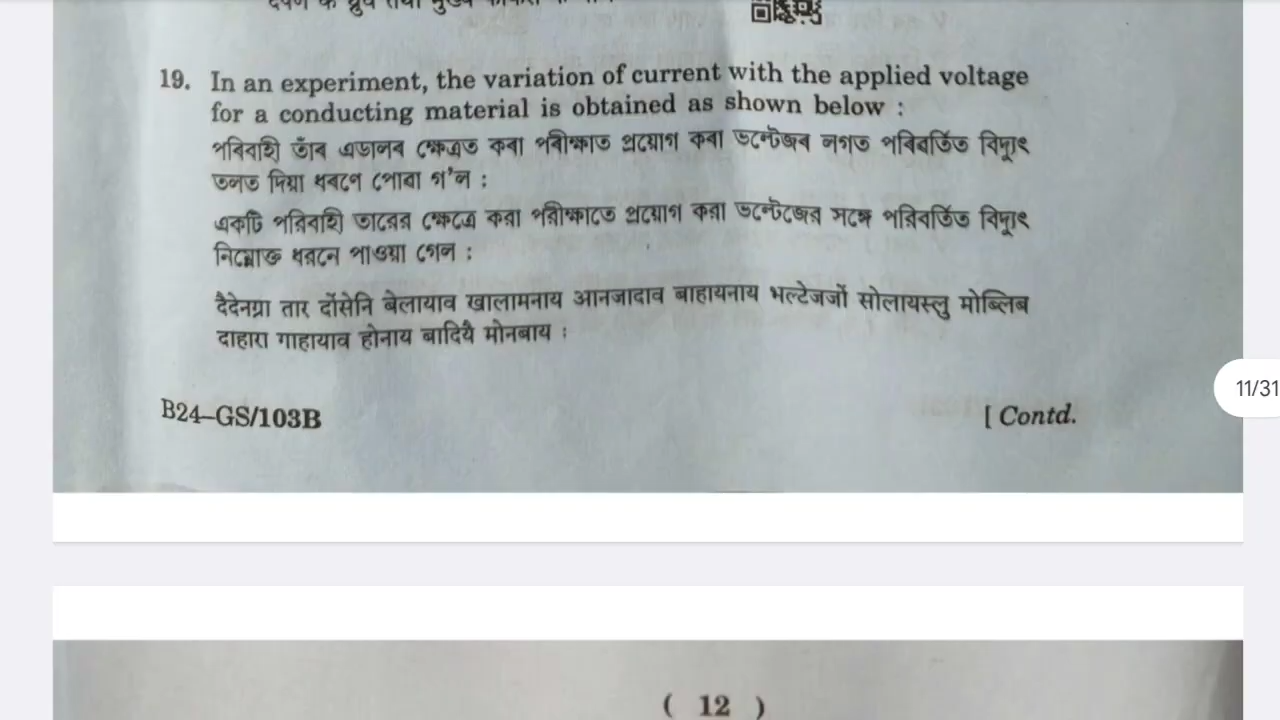 19. In an experiment, the variation of current with the applied voltage
for a conducting material is obtained as shown below :
পৰিবাহী তাঁৰ এডালৰ ক্ষেত্ৰত কৰা পৰীক্ষাত প্ৰয়োগ কৰা ভল্টেজৰ লগত পৰিবৰ্তিত বিদ্যুৎ
তলত দিয়া ধৰণে পোৱা গ'ল :
একটি পরিবাহী তারের ক্ষেত্রে করা পরীক্ষাতে প্রয়োগ করা ভল্টেজের সঙ্গে পরিবর্তিত বিদ্যুৎ
নিম্নোক্ত ধরনে পাওয়া গেল :
दैदेनग्रा तार दोंसेनि बेलायाव खालामनाय आनजादाव बाहायनाय भल्टेजजों सोलायस्लु मोब्लिब
दाहारा गाहायाव होनाय बादियै मोनबाय :
B24–GS/103B
[ Contd.
11/31
( 12 )